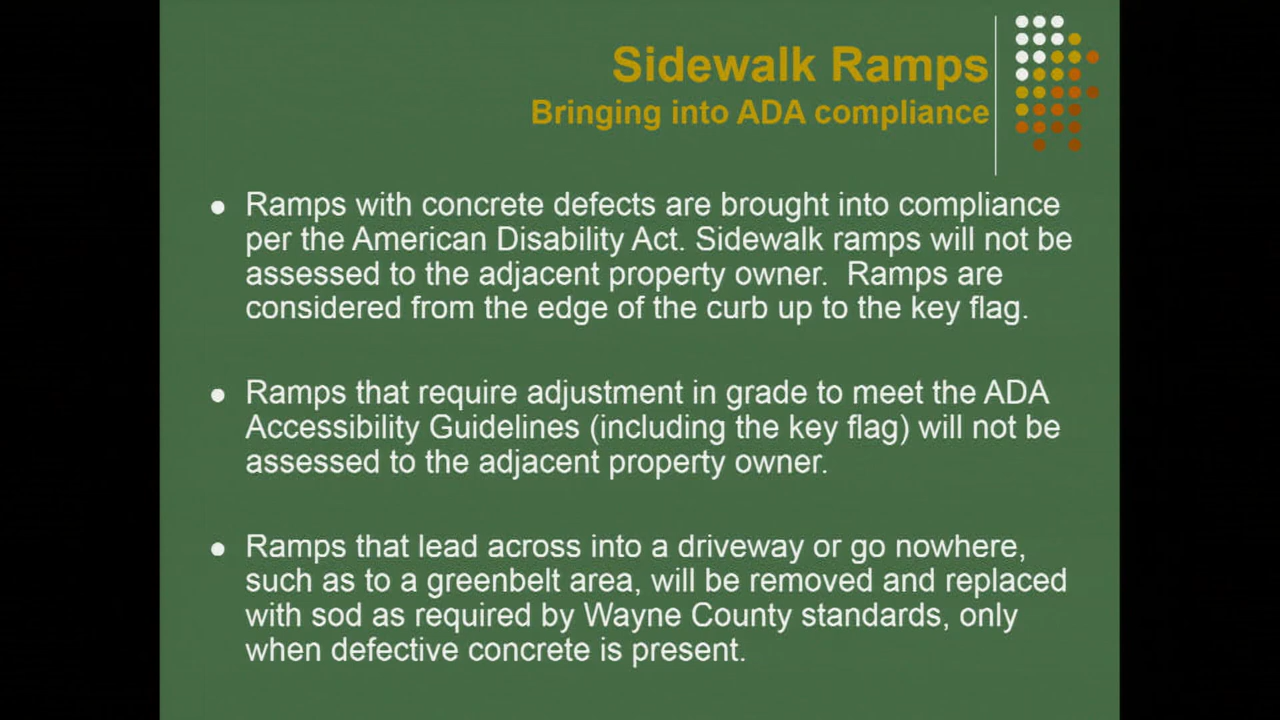 Sidewalk Ramps
Bringing into ADA compliance
● Ramps with concrete defects are brought into compliance
per the American Disability Act. Sidewalk ramps will not be
assessed to the adjacent property owner.  Ramps are
considered from the edge of the curb up to the key flag.
● Ramps that require adjustment in grade to meet the ADA
Accessibility Guidelines (including the key flag) will not be
assessed to the adjacent property owner.
● Ramps that lead across into a driveway or go nowhere,
such as to a greenbelt area, will be removed and replaced
with sod as required by Wayne County standards, only
when defective concrete is present.